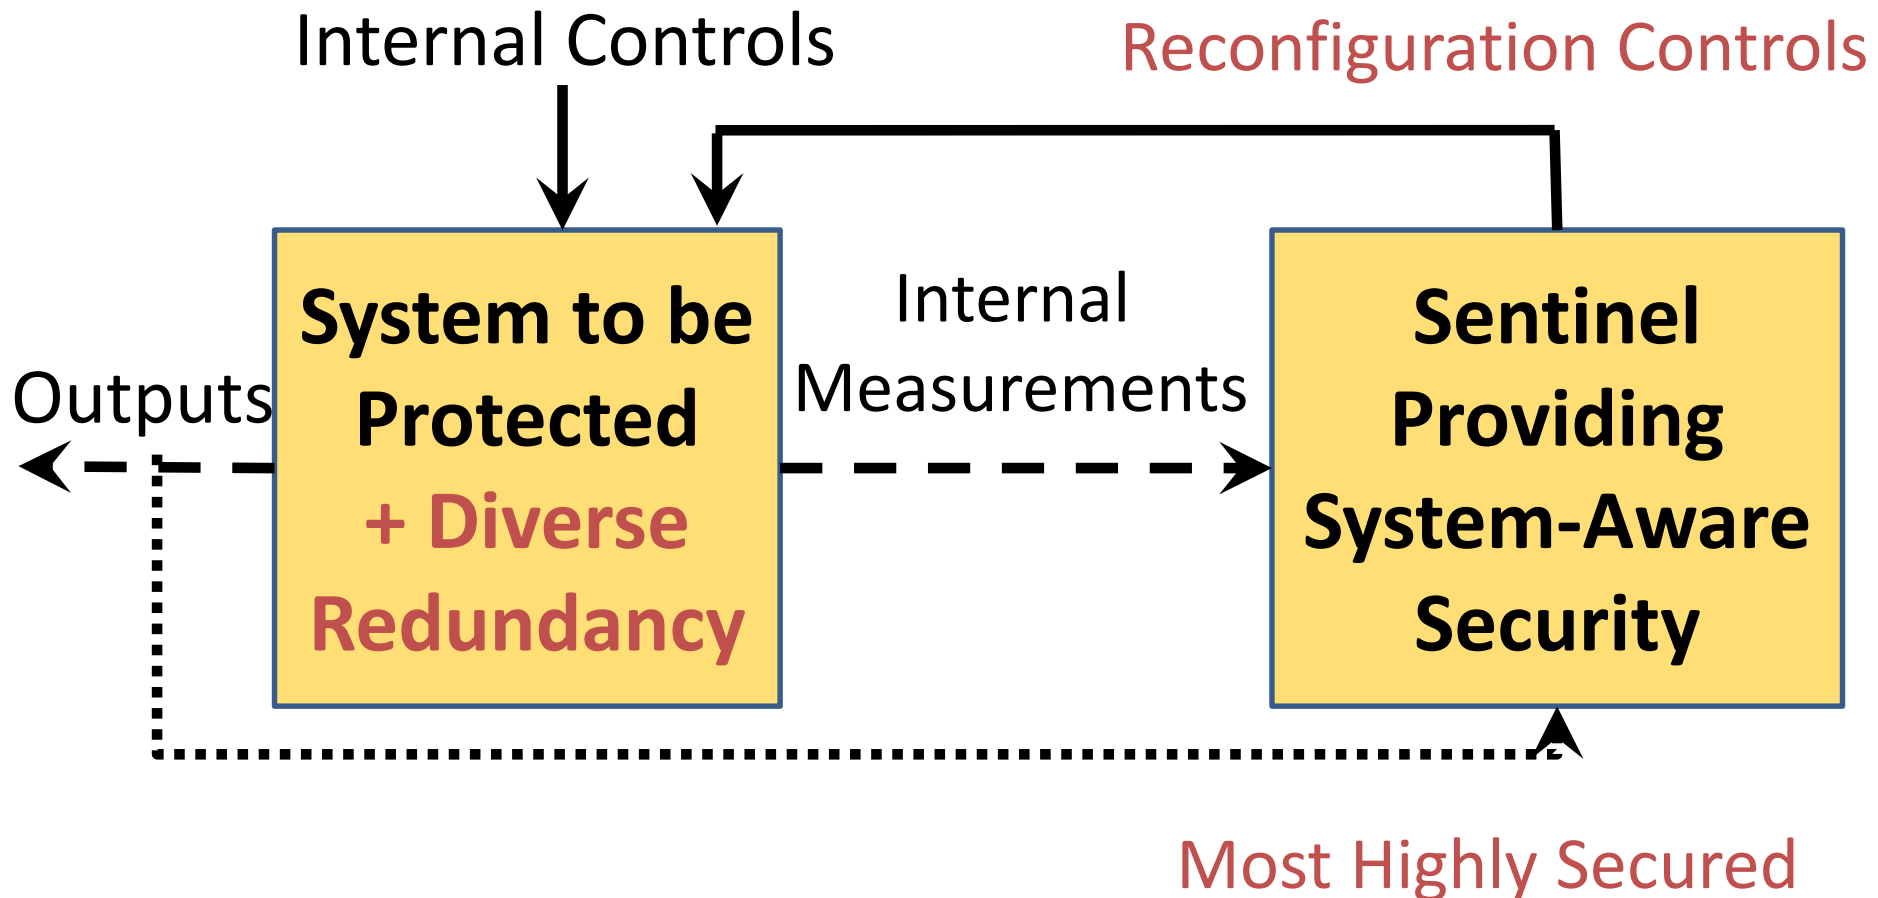 Internal Controls
Reconfiguration Controls
System to be
Protected
+ Diverse
Redundancy
Internal
Measurements
Sentinel
Providing
System-Aware
Security
Outputs
Most Highly Secured